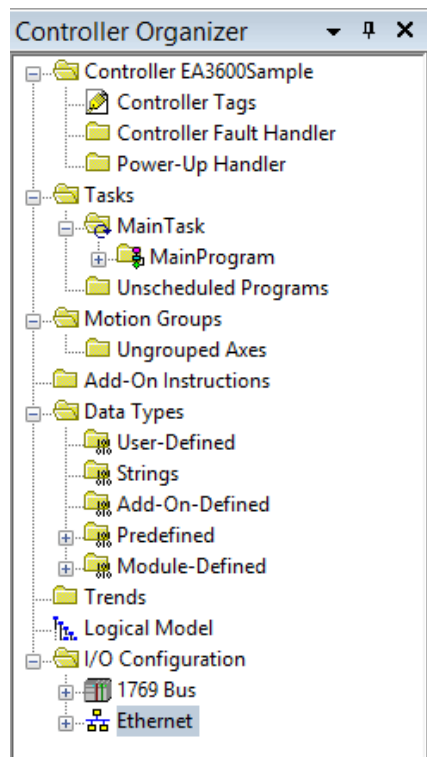 Controller Organizer
Controller EA3600Sample
Controller Tags
Controller Fault Handler
Power-Up Handler
Tasks
MainTask
MainProgram
Unscheduled Programs
Motion Groups
Ungrouped Axes
Add-On Instructions
Data Types
User-Defined
Strings
Add-On-Defined
Predefined
Module-Defined
Trends
Logical Model
I/O Configuration
1769 Bus
Ethernet